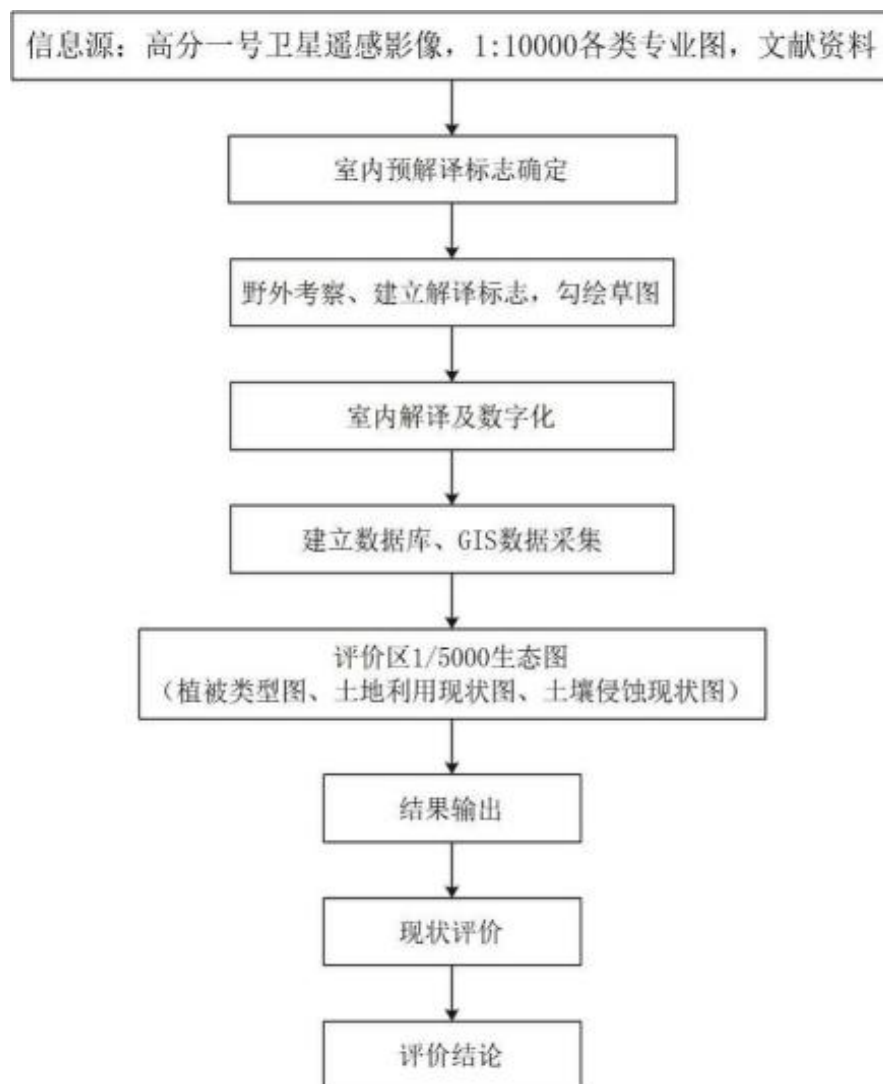 信息源：高分一号卫星遥感影像，1:10000各类专业图，文献资料
室内预解译标志确定
野外考察、建立解译标志，勾绘草图
室内解译及数字化
建立数据库、GIS数据采集
评价区1/5000生态图
（植被类型图、土地利用现状图、土壤侵蚀现状图）
结果输出
现状评价
评价结论